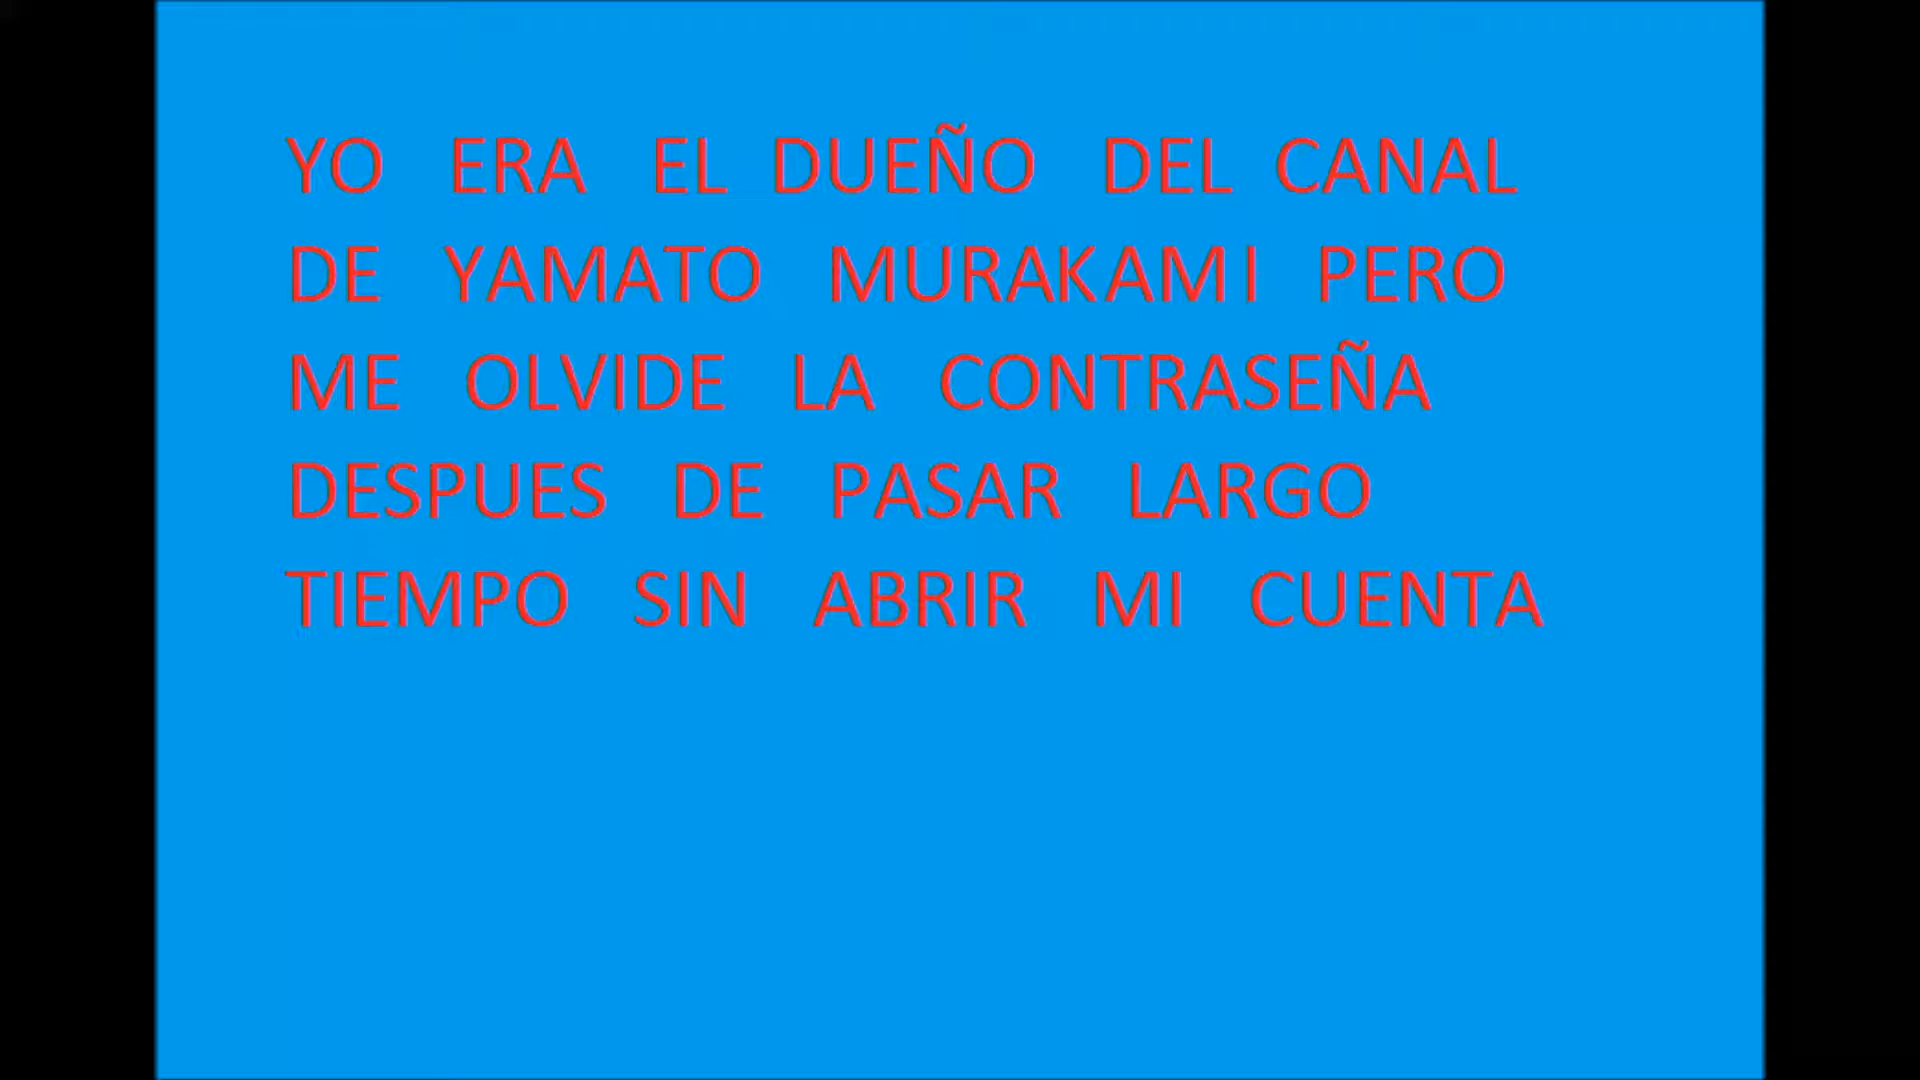 YO ERA EL DUEÑO DEL CANAL
DE YAMATO MURAKAMI PERO
ME OLVIDE LA CONTRASEÑA
DESPUES DE PASAR LARGO
TIEMPO SIN ABRIR MI CUENTA